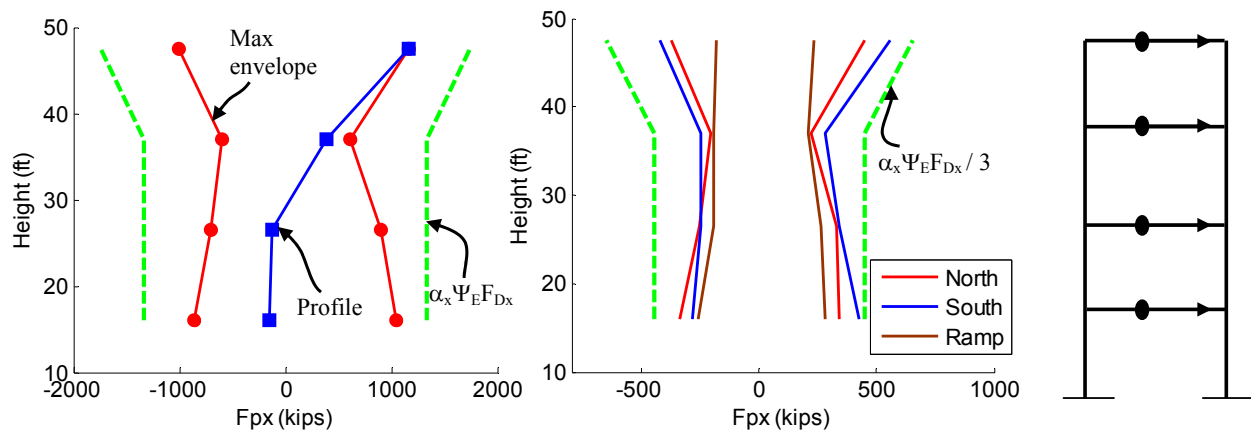 50
40
30
20
10
Height (ft)
-2000
-1000
0
1000
2000
Fpx (kips)
Max
envelope
Profile
αxΨEFDx
50
40
30
20
10
Height (ft)
-500
0
500
1000
Fpx (kips)
αxΨEFDx / 3
North
South
Ramp